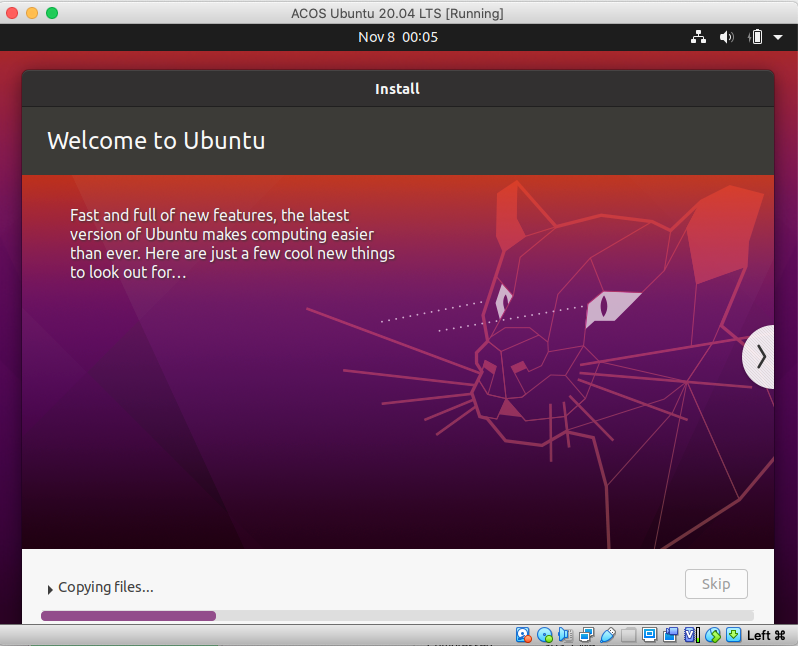 ACOS Ubuntu 20.04 LTS [Running]
Nov 8 00:05
Install
Welcome to Ubuntu
Fast and full of new features, the latest
version of Ubuntu makes computing easier
than ever. Here are just a few cool new things
to look out for…
Copying files…
Skip
Left ⌘